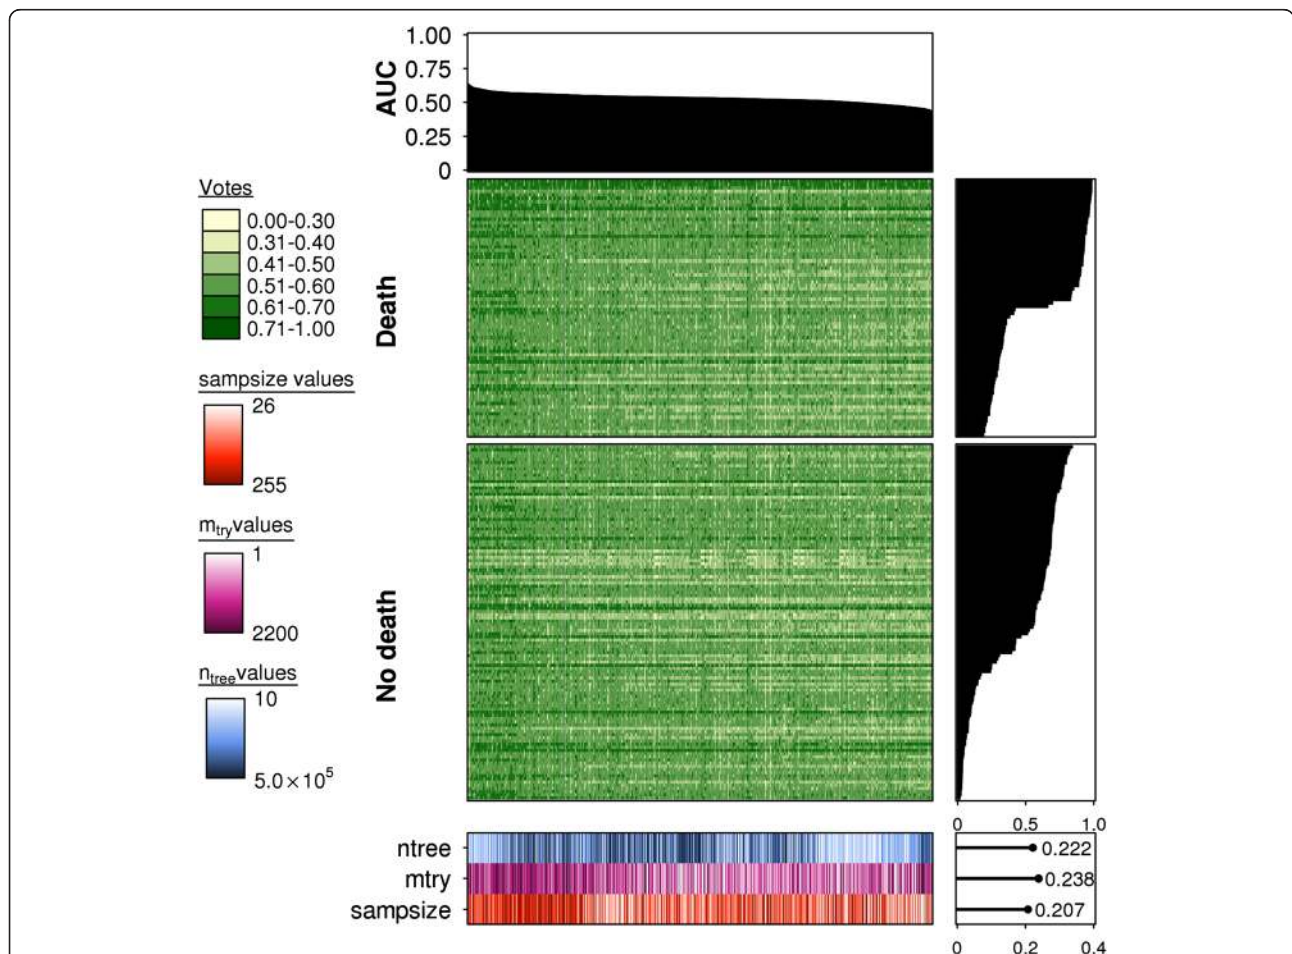 1.00
0.75
0.50
0.25
0
AUC
Votes
0.00-0.30
0.31-0.40
0.41-0.50
0.51-0.60
0.61-0.70
0.71-1.00
Death
sampsize values
26
255
mtryvalues
1
2200
No death
ntreevalues
10
5.0×10⁵
0 0.5 1.0
ntree
0.222
mtry
0.238
sampsize
0.207
0 0.2 0.4